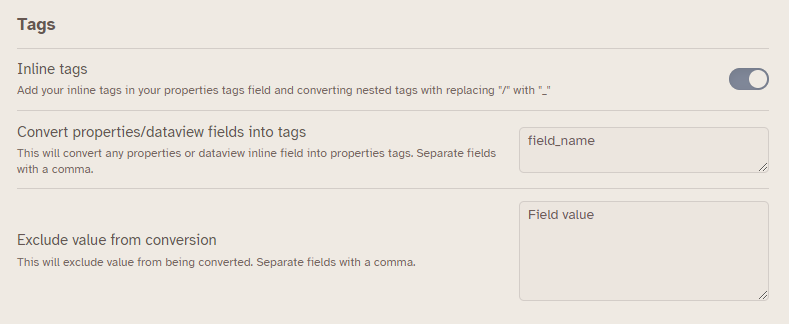 Tags
Inline tags
Add your inline tags in your properties tags field and converting nested tags with replacing "/" with "_"
Convert properties/dataview fields into tags
This will convert any properties or dataview inline field into properties tags. Separate fields
with a comma.
field_name
Exclude value from conversion
This will exclude value from being converted. Separate fields with a comma.
Field value